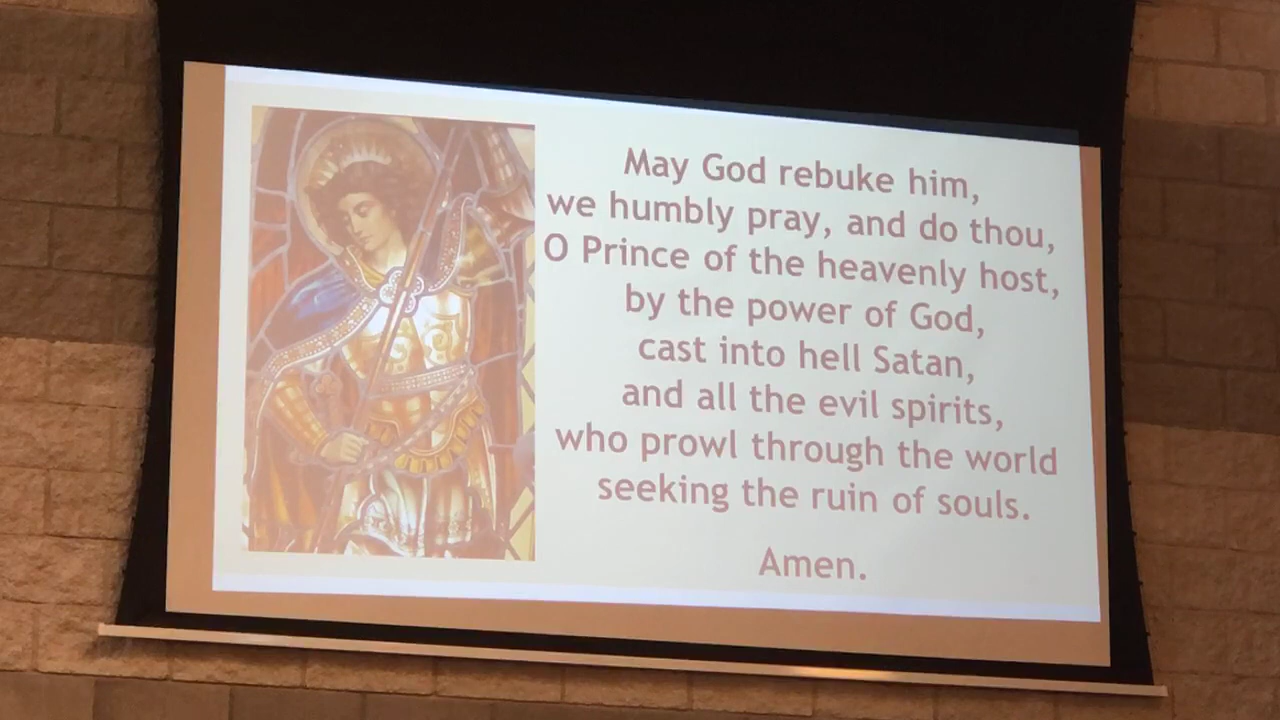 May God rebuke him,
we humbly pray, and do thou,
O Prince of the heavenly host,
by the power of God,
cast into hell Satan,
and all the evil spirits,
who prowl through the world
seeking the ruin of souls.
Amen.